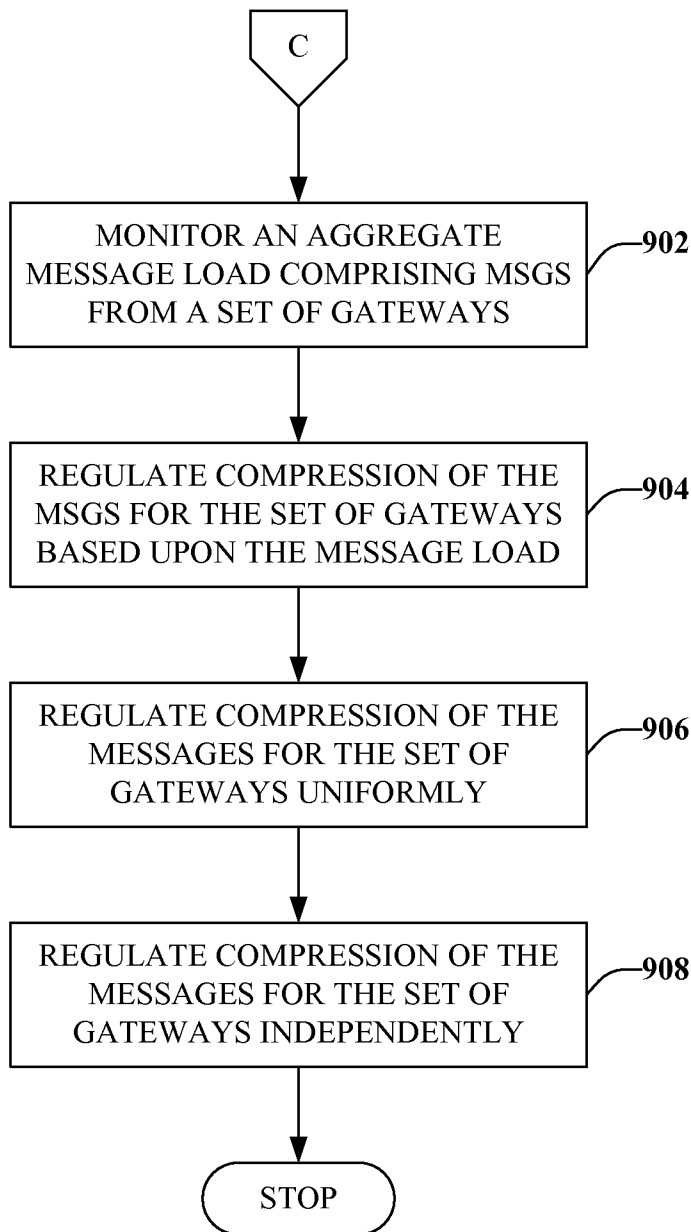 C
MONITOR AN AGGREGATE
MESSAGE LOAD COMPRISING MSGS
FROM A SET OF GATEWAYS
902
REGULATE COMPRESSION OF THE
MSGS FOR THE SET OF GATEWAYS
BASED UPON THE MESSAGE LOAD
904
REGULATE COMPRESSION OF THE
MESSAGES FOR THE SET OF
GATEWAYS UNIFORMLY
906
REGULATE COMPRESSION OF THE
MESSAGES FOR THE SET OF
GATEWAYS INDEPENDENTLY
908
STOP